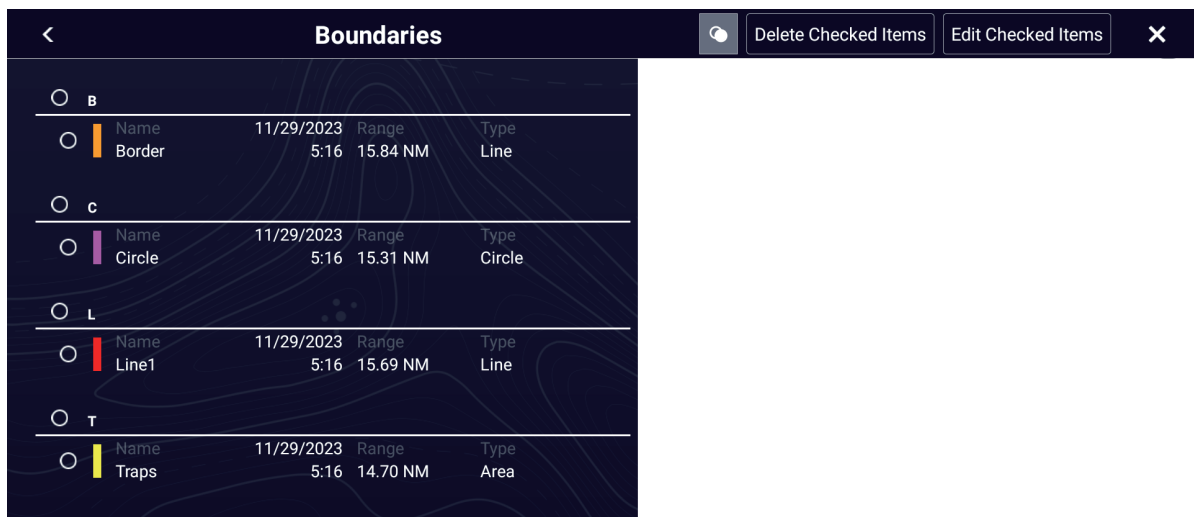 Boundaries Delete Checked Items Edit Checked Items
B
Name 11/29/2023 Range Type
Border 5:16 15.84 NM Line
C
Name 11/29/2023 Range Type
Circle 5:16 15.31 NM Circle
L
Name 11/29/2023 Range Type
Line1 5:16 15.69 NM Line
T
Name 11/29/2023 Range Type
Traps 5:16 14.70 NM Area